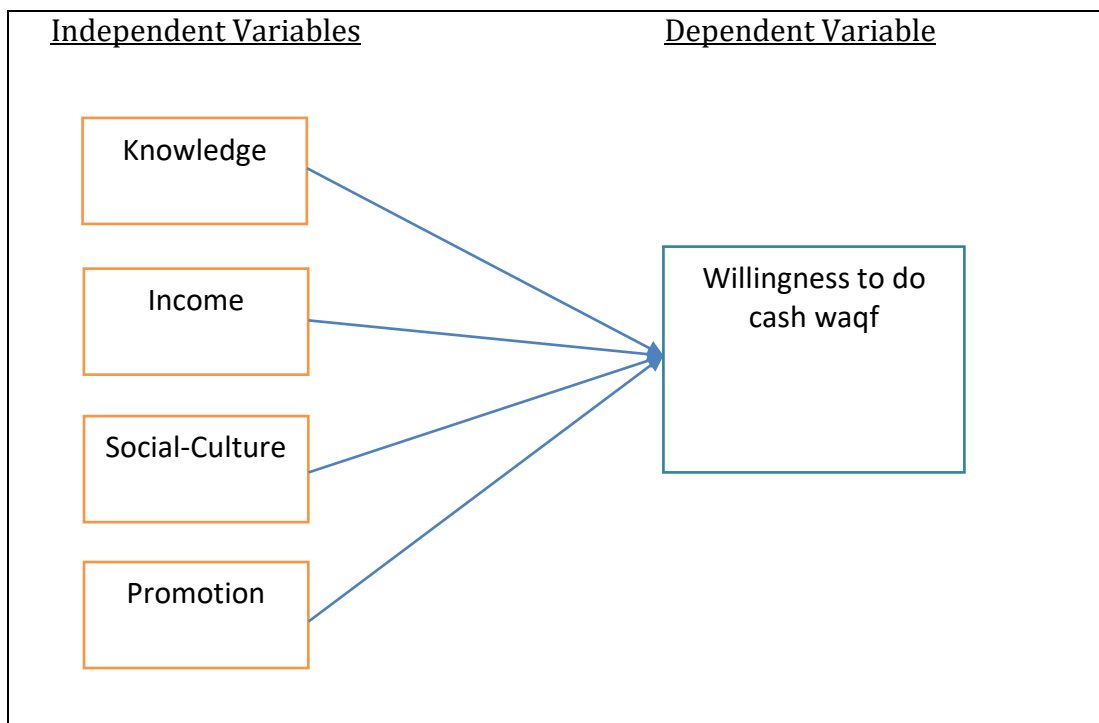 Independent Variables
Dependent Variable
Knowledge
Income
Social-Culture
Promotion
Willingness to do
cash waqf